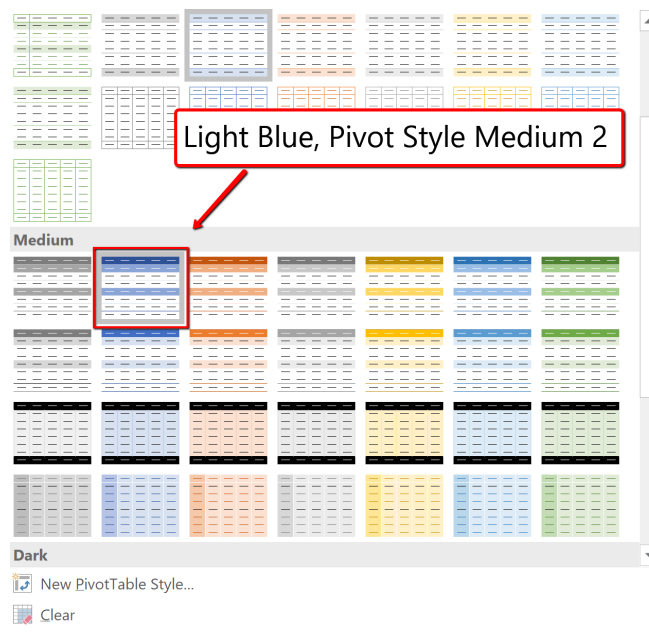 Light Blue, Pivot Style Medium 2
Medium
Dark
New PivotTable Style...
Clear